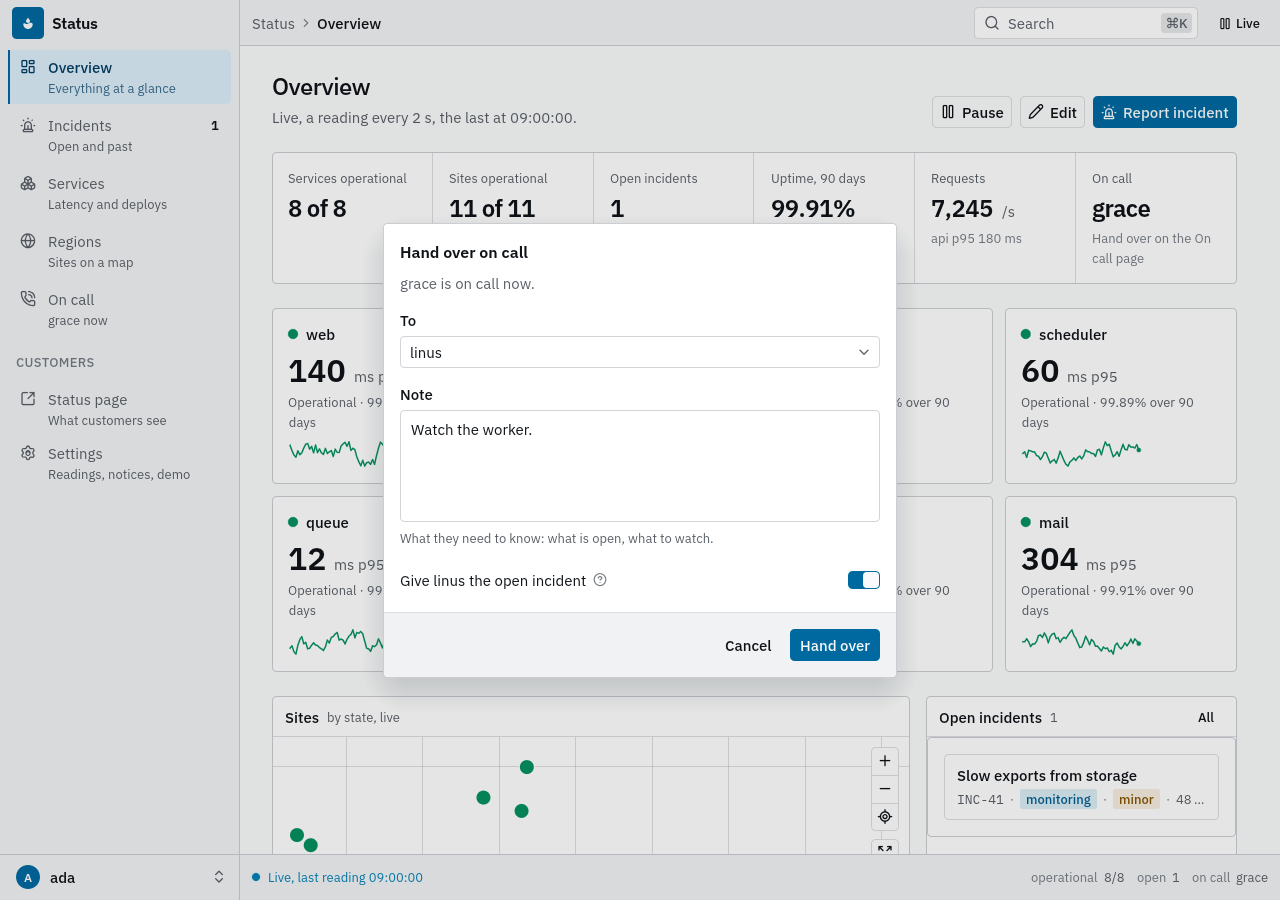 Status
Overview
Everything at a glance
Incidents 1
Open and past
Services
Latency and deploys
Regions
Sites on a map
On call
grace now
CUSTOMERS
Status page
What customers see
Settings
Readings, notices, demo
ada
Status > Overview
Search ⌘K
Live
Overview
Live, a reading every 2 s, the last at 09:00:00.
Pause
Edit
Report incident
Services operational
8 of 8
Sites operational
11 of 11
Open incidents
1
Uptime, 90 days
99.91%
Requests
7,245 /s
api p95 180 ms
On call
grace
Hand over on the On
call page
Hand over on call
grace is on call now.
To
linus
Note
Watch the worker.
What they need to know: what is open, what to watch.
Give linus the open incident
Cancel
Hand over
web
140 ms
Operational · 99
days
% over 90
scheduler
60 ms p95
Operational · 99.89% over 90
days
queue
12 ms p95
Operational · 99
days
% over 90
mail
304 ms p95
Operational · 99.91% over 90
days
Sites by state, live
Open incidents 1
All
Slow exports from storage
INC-41 · monitoring · minor · 48…
Live, last reading 09:00:00
operational 8/8 open 1 on call grace